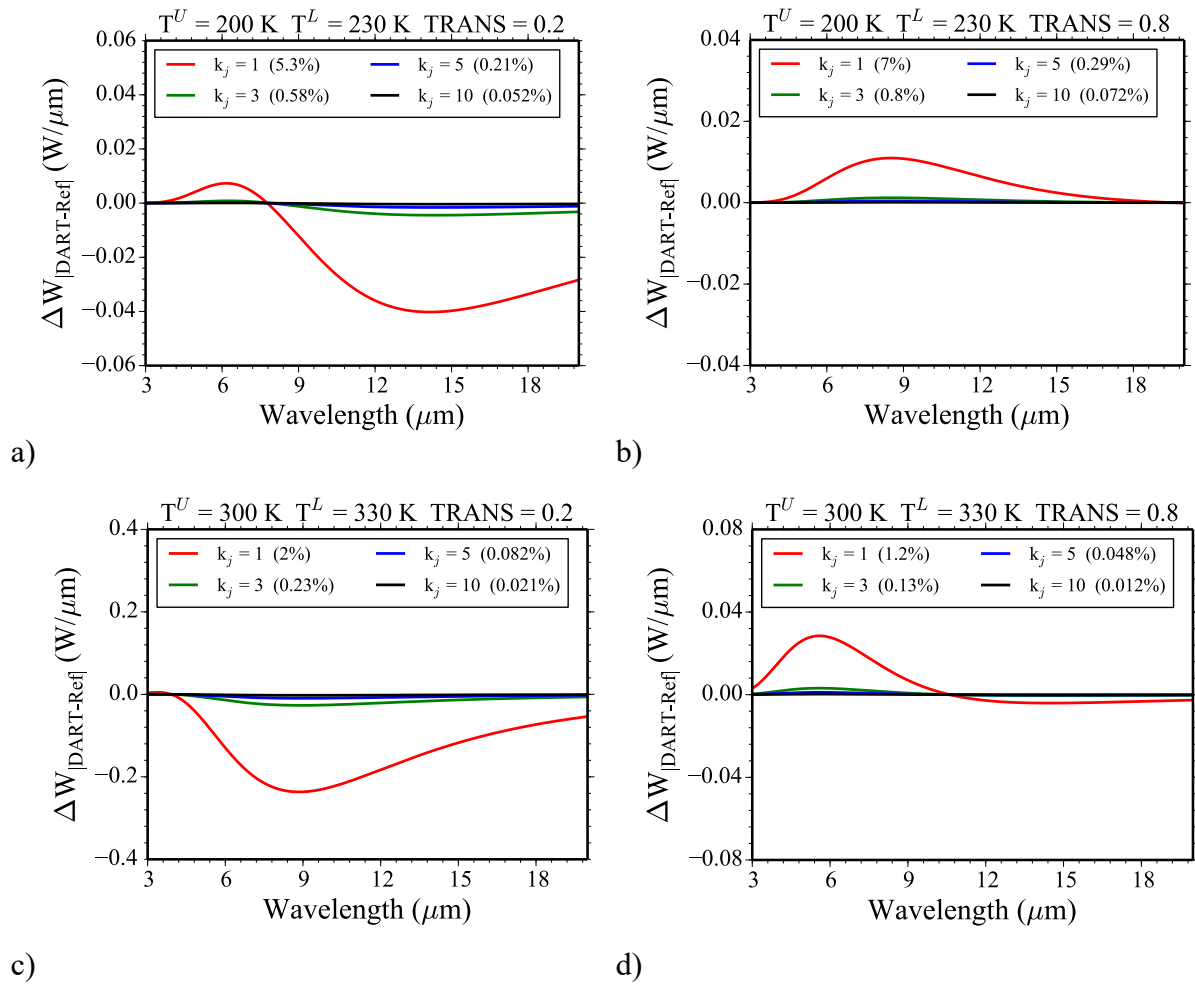 T^U = 200 K T^L = 230 K TRANS = 0.2
0.06
0.04
0.02
0.00
−0.02
−0.04
−0.06
k_j = 1 (5.3%)
k_j = 5 (0.21%)
k_j = 3 (0.58%)
k_j = 10 (0.052%)
ΔW_|DART-Ref| (W/μm)
3 6 9 12 15 18
Wavelength (μm)
a)
T^U = 200 K T^L = 230 K TRANS = 0.8
0.04
0.02
0.00
−0.02
−0.04
k_j = 1 (7%)
k_j = 5 (0.29%)
k_j = 3 (0.8%)
k_j = 10 (0.072%)
ΔW_|DART-Ref| (W/μm)
3 6 9 12 15 18
Wavelength (μm)
b)
T^U = 300 K T^L = 330 K TRANS = 0.2
0.4
0.2
0.0
−0.2
−0.4
k_j = 1 (2%)
k_j = 5 (0.082%)
k_j = 3 (0.23%)
k_j = 10 (0.021%)
ΔW_|DART-Ref| (W/μm)
3 6 9 12 15 18
Wavelength (μm)
c)
T^U = 300 K T^L = 330 K TRANS = 0.8
0.08
0.04
0.00
−0.04
−0.08
k_j = 1 (1.2%)
k_j = 5 (0.048%)
k_j = 3 (0.13%)
k_j = 10 (0.012%)
ΔW_|DART-Ref| (W/μm)
3 6 9 12 15 18
Wavelength (μm)
d)